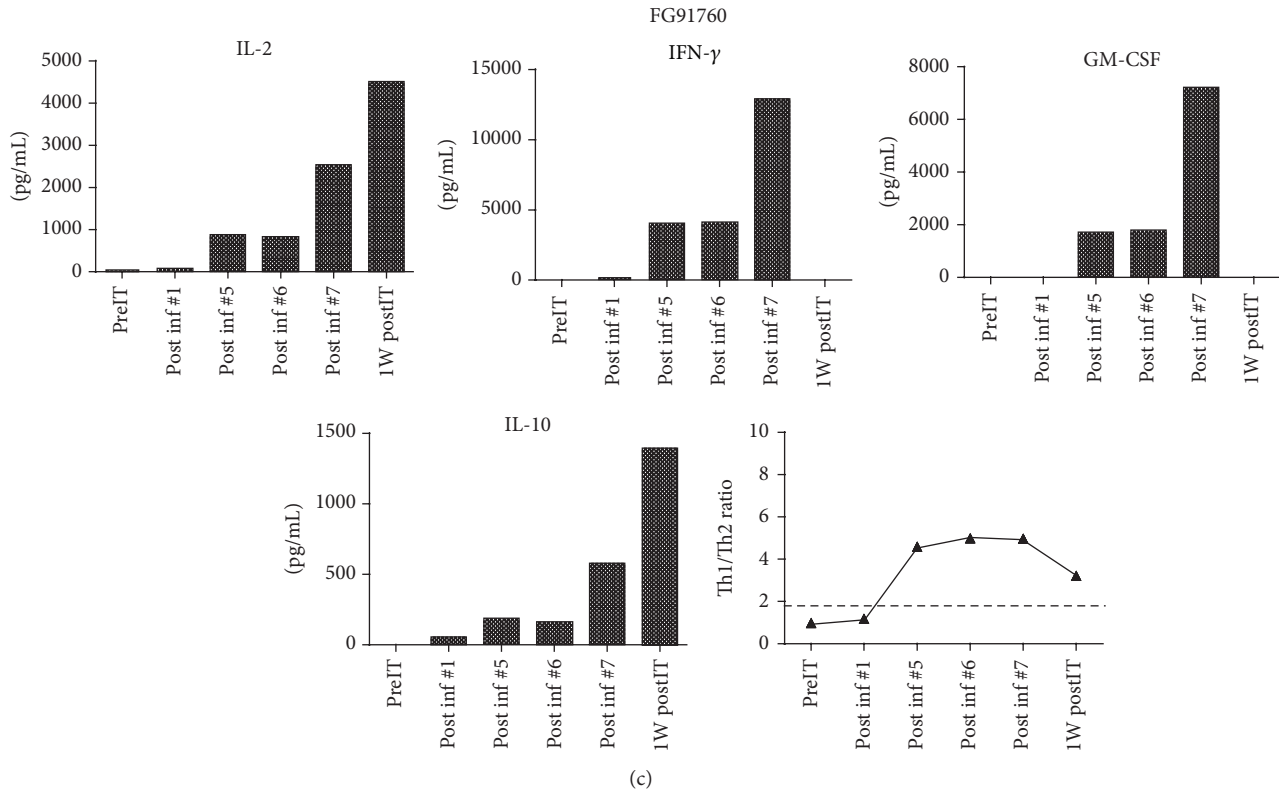 FG91760
IL-2
(pg/mL)
5000
4000
3000
2000
1000
0
PreIT
Post inf #1
Post inf #5
Post inf #6
Post inf #7
1W postIT
IFN-γ
(pg/mL)
15000
10000
5000
0
PreIT
Post inf #1
Post inf #5
Post inf #6
Post inf #7
1W postIT
GM-CSF
(pg/mL)
8000
6000
4000
2000
0
PreIT
Post inf #1
Post inf #5
Post inf #6
Post inf #7
1W postIT
IL-10
(pg/mL)
1500
1000
500
0
PreIT
Post inf #1
Post inf #5
Post inf #6
Post inf #7
1W postIT
Th1/Th2 ratio
10
8
6
4
2
0
PreIT
Post inf #1
Post inf #5
Post inf #6
Post inf #7
1W postIT
(c)